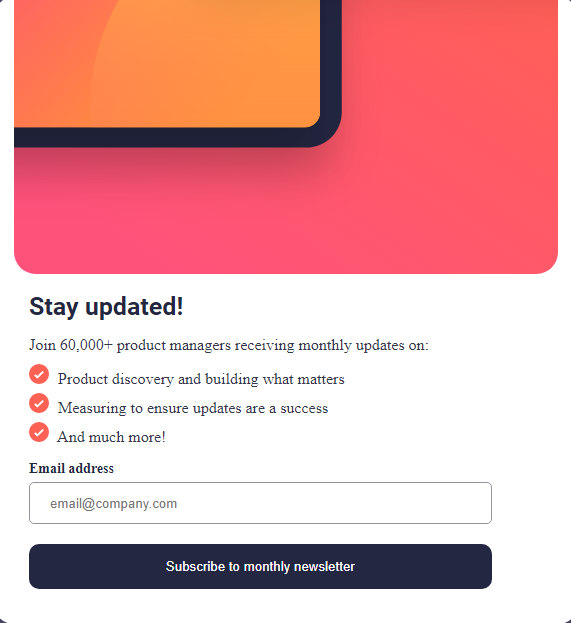 Stay updated!
Join 60,000+ product managers receiving monthly updates on:
Product discovery and building what matters
Measuring to ensure updates are a success
And much more!
Email address
email@company.com
Subscribe to monthly newsletter